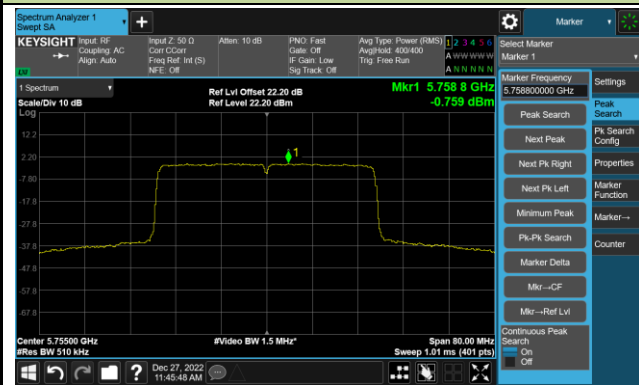 Spectrum Analyzer 1
Swept SA
Marker
KEYSIGHT
Input: RF
Coupling: AC
Align: Auto
Input Z: 50 Ω
Corr CCorr
Freq Ref: Int (S)
NFE: Off
Atten: 10 dB
PNO: Fast
Gate: Off
IF Gain: Low
Sig Track: Off
Avg Type: Power (RMS)
Avg|Hold: 400/400
Trig: Free Run
1 2 3 4 5 6
A W W W W W
A N N N N N
LXI
Select Marker
Marker 1
1 Spectrum
Scale/Div 10 dB
Log
Ref Lvl Offset 22.20 dB
Ref Level 22.20 dBm
Mkr1 5.758 8 GHz
-0.759 dBm
12.2
2.20
-7.80
-17.8
-27.8
-37.8
-47.8
-57.8
-67.8
1
Center 5.75500 GHz
#Res BW 510 kHz
#Video BW 1.5 MHz*
Span 80.00 MHz
Sweep 1.01 ms (401 pts)
Marker Frequency
5.758800000 GHz
Peak Search
Next Peak
Next Pk Right
Next Pk Left
Minimum Peak
Pk-Pk Search
Marker Delta
Mkr→CF
Mkr→Ref Lvl
Continuous Peak
Search
On
Off
Settings
Peak
Search
Pk Search
Config
Properties
Marker
Function
Marker→
Counter
Dec 27, 2022
11:45:48 AM